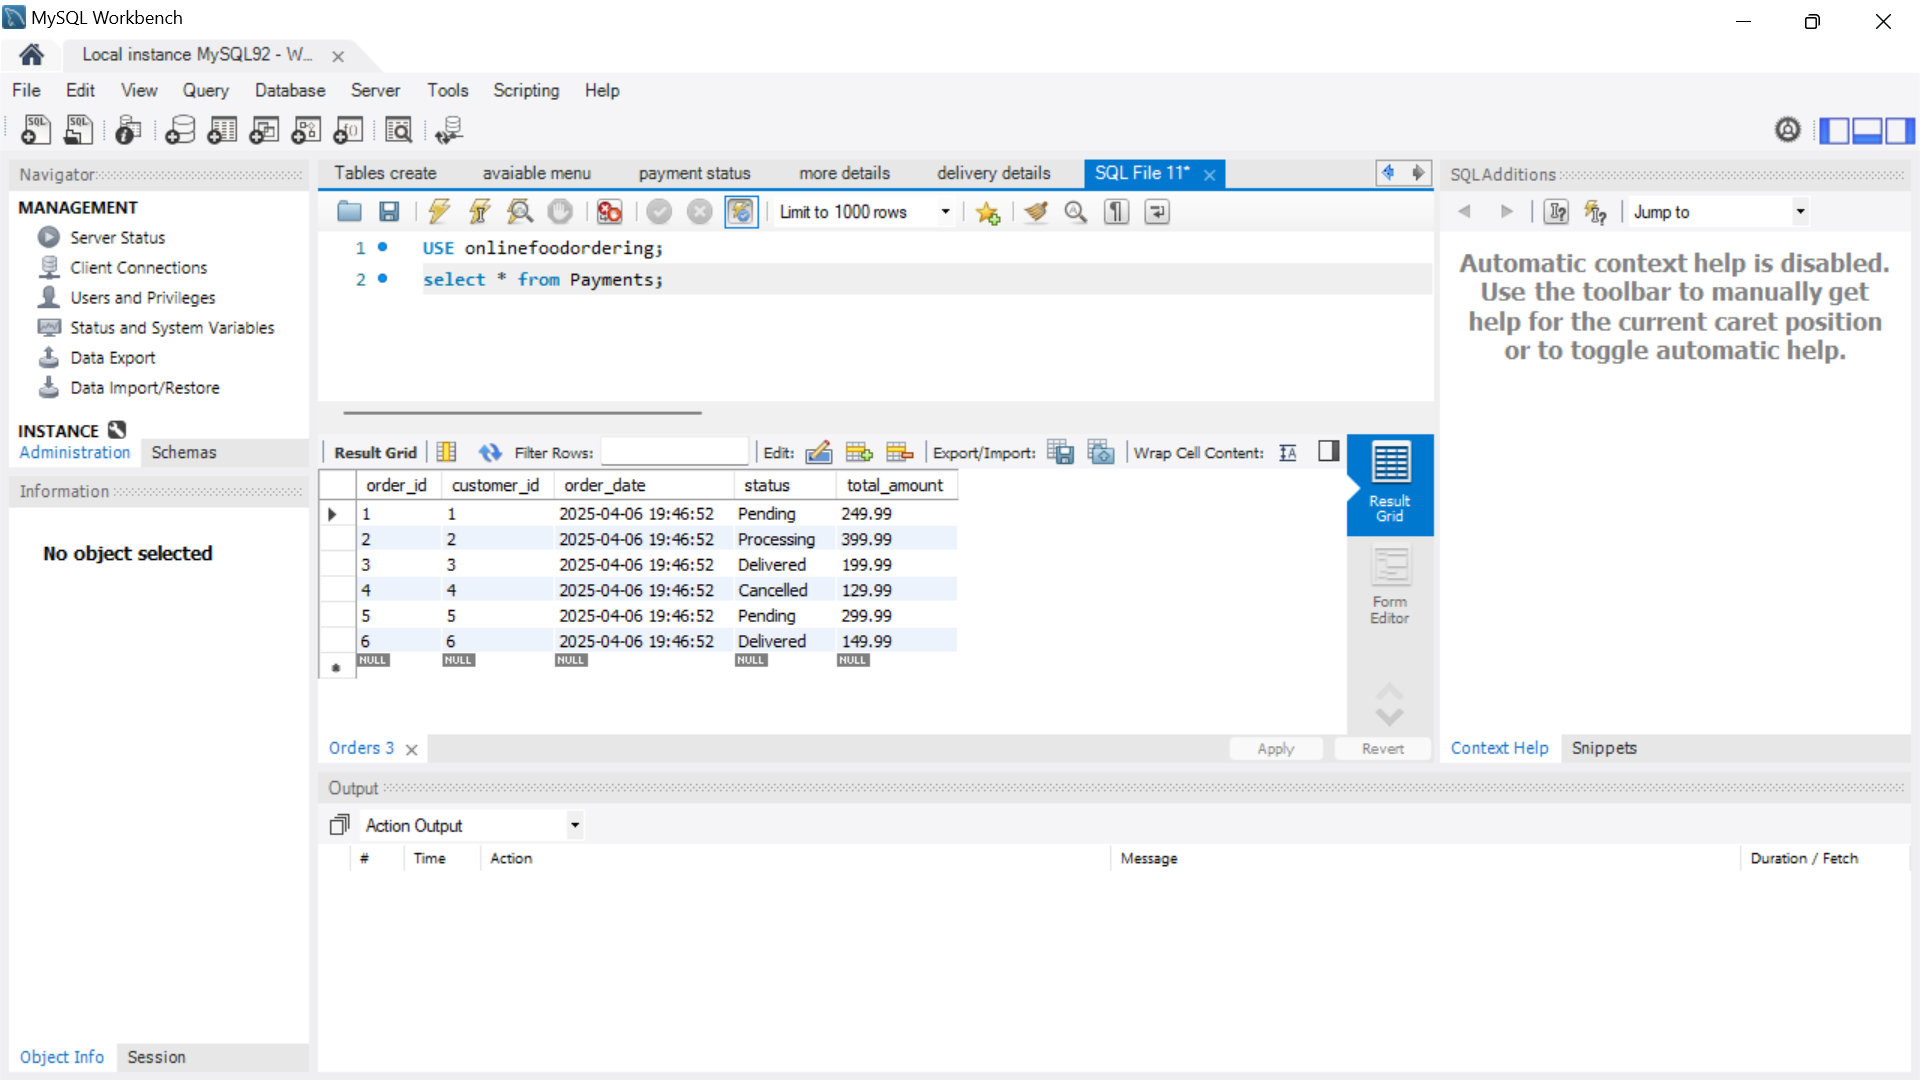 MySQL Workbench
Local instance MySQL92 - W...
File Edit View Query Database Server Tools Scripting Help
Navigator
MANAGEMENT
Server Status
Client Connections
Users and Privileges
Status and System Variables
Data Export
Data Import/Restore
INSTANCE
Administration Schemas
Information
No object selected
Object Info Session
Tables create avaiable menu payment status more details delivery details SQL File 11*
Limit to 1000 rows
1 USE onlinefoodordering;
2 select * from Payments;
Result Grid Filter Rows: Edit: Export/Import: Wrap Cell Content:
order_id customer_id order_date status total_amount
1 1 2025-04-06 19:46:52 Pending 249.99
2 2 2025-04-06 19:46:52 Processing 399.99
3 3 2025-04-06 19:46:52 Delivered 199.99
4 4 2025-04-06 19:46:52 Cancelled 129.99
5 5 2025-04-06 19:46:52 Pending 299.99
6 6 2025-04-06 19:46:52 Delivered 149.99
NULL NULL NULL NULL NULL
Result
Grid
Form
Editor
Orders 3 Apply Revert
SQLAdditions
Jump to
Automatic context help is disabled.
Use the toolbar to manually get
help for the current caret position
or to toggle automatic help.
Context Help Snippets
Output
Action Output
# Time Action Message Duration / Fetch